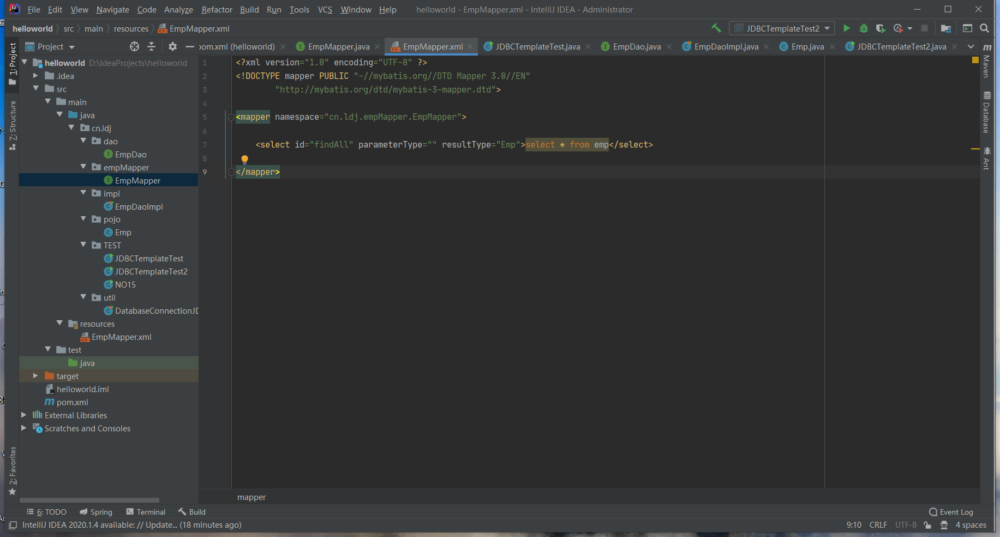 File Edit View Navigate Code Analyze Refactor Build Run Tools VCS Window Help helloworld - EmpMapper.xml - IntelliJ IDEA - Administrator
helloworld src main resources EmpMapper.xml JDBCTemplateTest2
Project pom.xml (helloworld) EmpMapper.java EmpMapper.xml JDBCTemplateTest.java EmpDao.java EmpDaoImpl.java Emp.java JDBCTemplateTest2.java
1: Project
7: Structure
2: Favorites
helloworld D:\IdeaProjects\helloworld
.idea
src
main
java
cn.ldj
dao
EmpDao
empMapper
EmpMapper
impl
EmpDaoImpl
pojo
Emp
TEST
JDBCTemplateTest
JDBCTemplateTest2
NO15
util
DatabaseConnectionJD
resources
EmpMapper.xml
test
java
target
helloworld.iml
pom.xml
External Libraries
Scratches and Consoles
1 <?xml version="1.0" encoding="UTF-8" ?>
2 <!DOCTYPE mapper PUBLIC "-//mybatis.org//DTD Mapper 3.0//EN"
3 "http://mybatis.org/dtd/mybatis-3-mapper.dtd">
4
5 <mapper namespace="cn.ldj.empMapper.EmpMapper">
6
7 <select id="findAll" parameterType="" resultType="Emp">select * from emp</select>
8
9 </mapper>
Maven
Database
Ant
mapper
6: TODO Spring Terminal Build Event Log
IntelliJ IDEA 2020.1.4 available: // Update... (18 minutes ago) 9:10 CRLF UTF-8 4 spaces